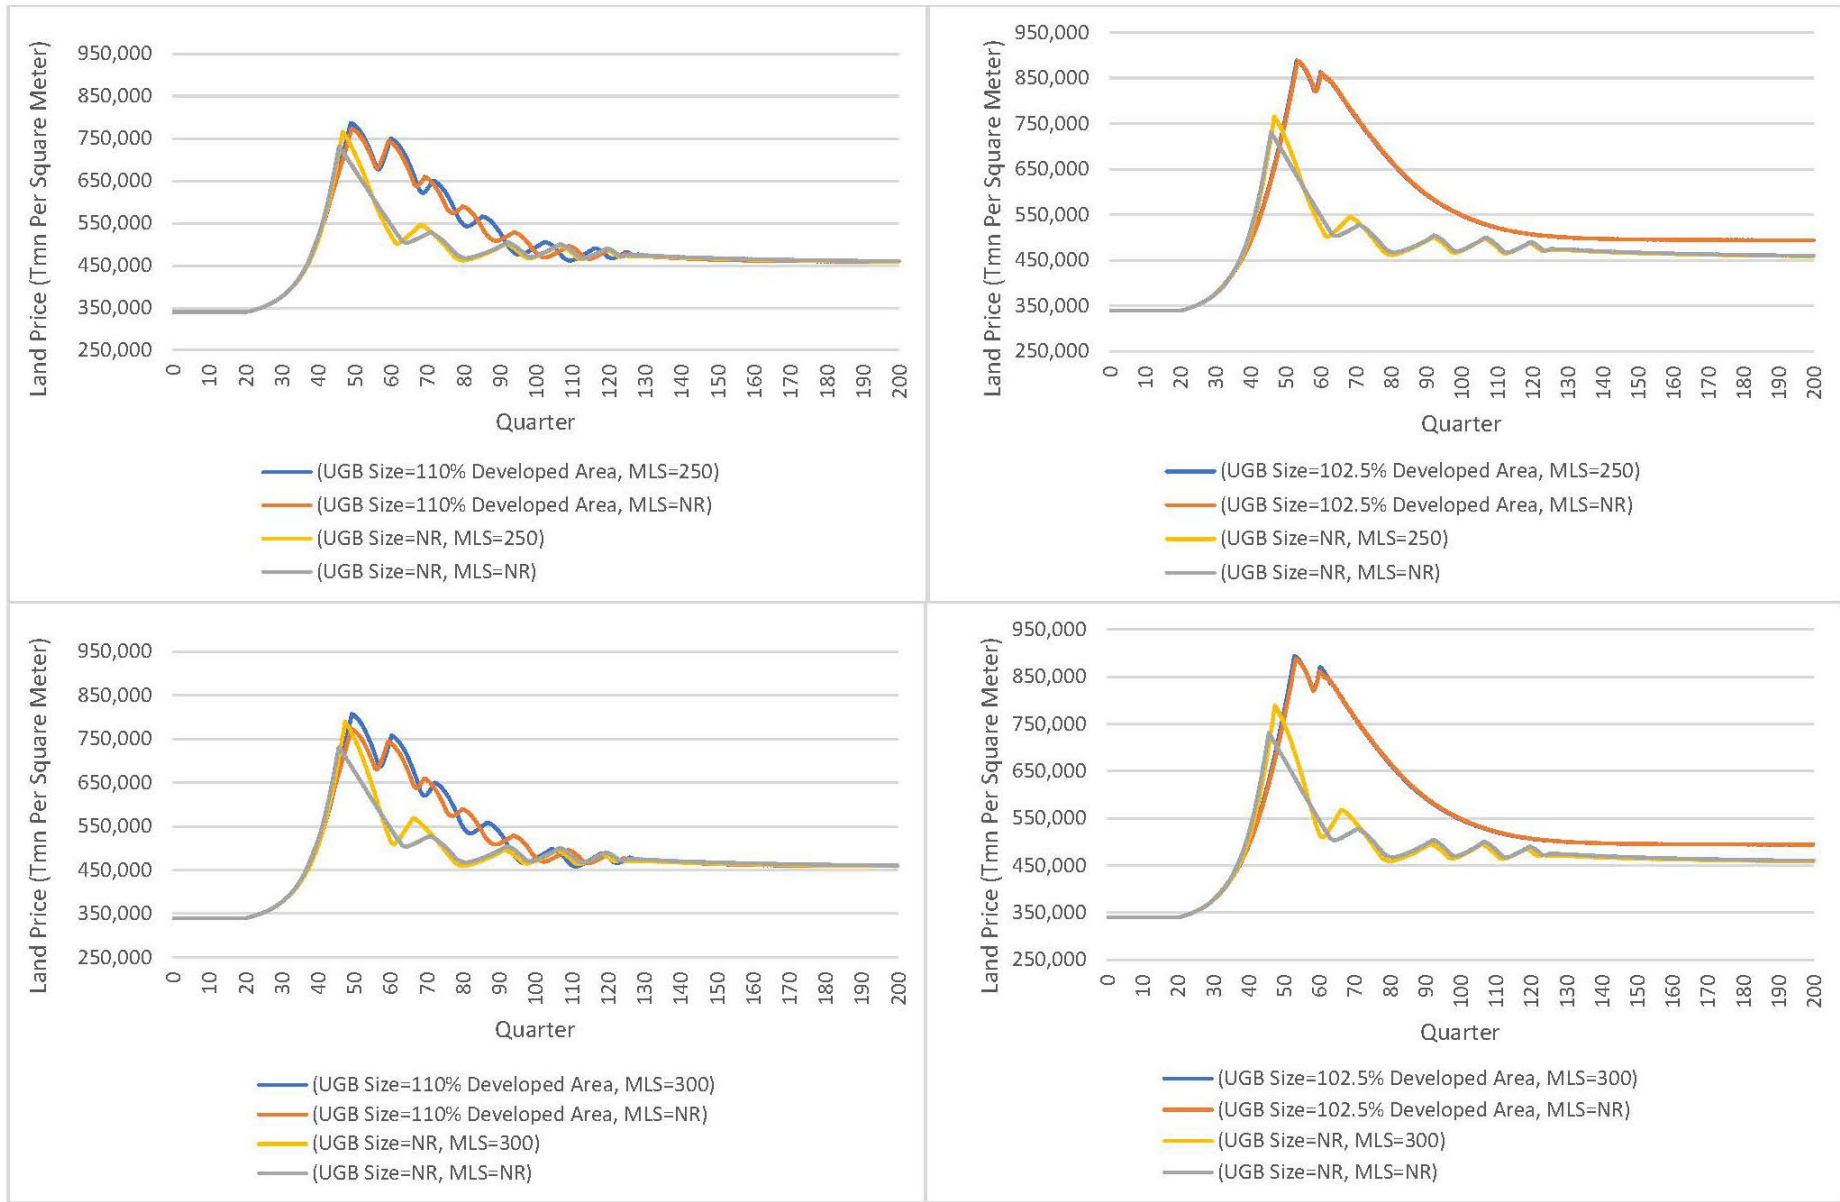 Land Price (Tmn Per Square Meter)
950,000
850,000
750,000
650,000
550,000
450,000
350,000
250,000
0 10 20 30 40 50 60 70 80 90 100 110 120 130 140 150 160 170 180 190 200
Quarter
(UGB Size=110% Developed Area, MLS=250)
(UGB Size=110% Developed Area, MLS=NR)
(UGB Size=NR, MLS=250)
(UGB Size=NR, MLS=NR)
Land Price (Tmn Per Square Meter)
950,000
850,000
750,000
650,000
550,000
450,000
350,000
250,000
0 10 20 30 40 50 60 70 80 90 100 110 120 130 140 150 160 170 180 190 200
Quarter
(UGB Size=102.5% Developed Area, MLS=250)
(UGB Size=102.5% Developed Area, MLS=NR)
(UGB Size=NR, MLS=250)
(UGB Size=NR, MLS=NR)
Land Price (Tmn Per Square Meter)
950,000
850,000
750,000
650,000
550,000
450,000
350,000
250,000
0 10 20 30 40 50 60 70 80 90 100 110 120 130 140 150 160 170 180 190 200
Quarter
(UGB Size=110% Developed Area, MLS=300)
(UGB Size=110% Developed Area, MLS=NR)
(UGB Size=NR, MLS=300)
(UGB Size=NR, MLS=NR)
Land Price (Tmn Per Square Meter)
950,000
850,000
750,000
650,000
550,000
450,000
350,000
250,000
0 10 20 30 40 50 60 70 80 90 100 110 120 130 140 150 160 170 180 190 200
Quarter
(UGB Size=102.5% Developed Area, MLS=300)
(UGB Size=102.5% Developed Area, MLS=NR)
(UGB Size=NR, MLS=300)
(UGB Size=NR, MLS=NR)